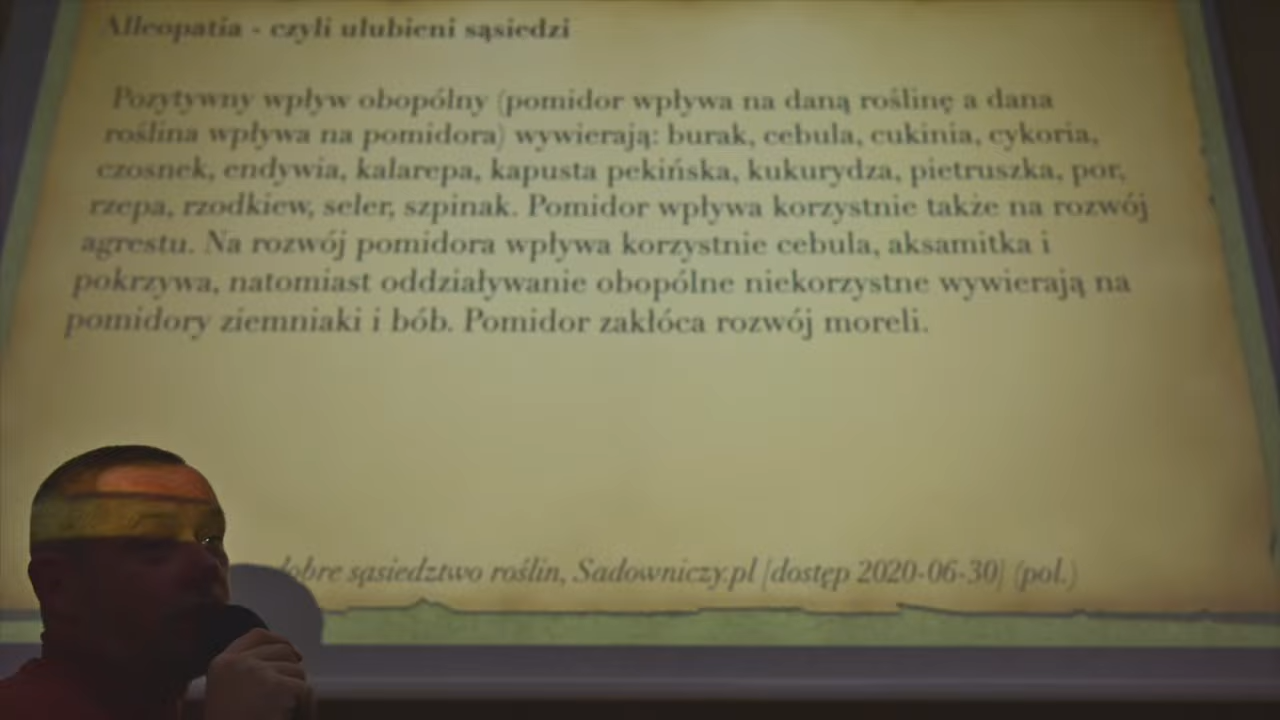 Alleopatia - czyli ulubieni sąsiedzi
Pozytywny wpływ obopólny (pomidor wpływa na daną roślinę a dana
roślina wpływa na pomidora) wywierają: burak, cebula, cukinia, cykoria,
czosnek, endywia, kalarepa, kapusta pekińska, kukurydza, pietruszka, por,
rzepa, rzodkiew, seler, szpinak. Pomidor wpływa korzystnie także na rozwój
agrestu. Na rozwój pomidora wpływa korzystnie cebula, aksamitka i
pokrzywa, natomiast oddziaływanie obopólne niekorzystne wywierają na
pomidory ziemniaki i bób. Pomidor zakłóca rozwój moreli.
dobre sąsiedztwo roślin, Sadowniczy.pl [dostęp 2020-06-30] (pol.)